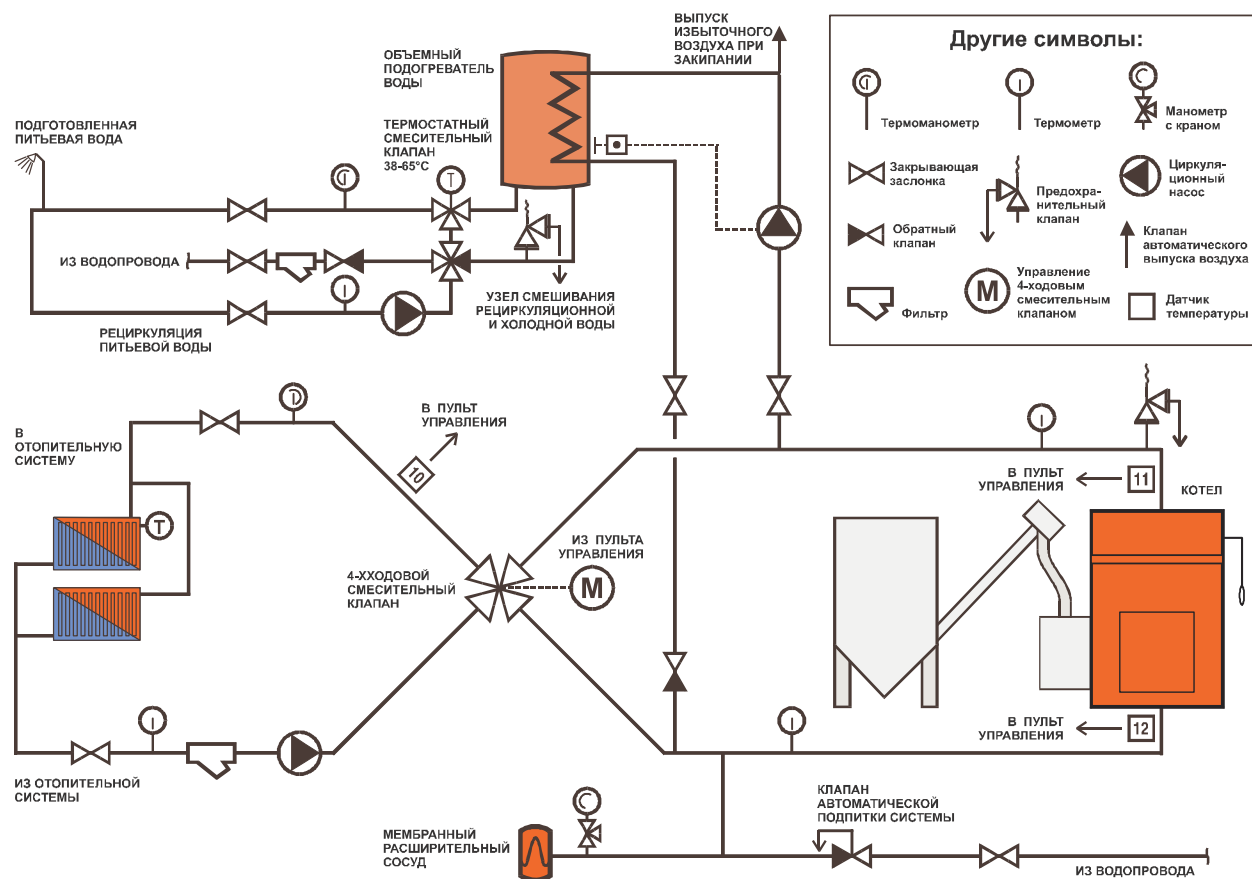 ВЫПУСК
ИЗБЫТОЧНОГО
ВОЗДУХА ПРИ
ЗАКИПАНИИ
ОБЪЕМНЫЙ
ПОДОГРЕВАТЕЛЬ
ВОДЫ
ТЕРМОСТАТНЫЙ
СМЕСИТЕЛЬНЫЙ
КЛАПАН
38-65°C
T
ПОДГОТОВЛЕННАЯ
ПИТЬЕВАЯ ВОДА
ИЗ ВОДОПРОВОДА
РЕЦИРКУЛЯЦИЯ
ПИТЬЕВОЙ ВОДЫ
УЗЕЛ СМЕШИВАНИЯ
РЕЦИРКУЛЯЦИОННОЙ
И ХОЛОДНОЙ ВОДЫ
Другие символы:
Термоманометр
Термометр
Манометр
с краном
Закрывающая
заслонка
Предохра-
нительный
клапан
Циркуля-
ционный
насос
Обратный
клапан
Клапан
автоматического
выпуска воздуха
Фильтр
M
Управление
4-ходовым
смесительным
клапаном
Датчик
температуры
В
ОТОПИТЕЛЬНУЮ
СИСТЕМУ
T
В ПУЛЬТ
УПРАВЛЕНИЯ
10
4-ХХОДОВОЙ
СМЕСИТЕЛЬНЫЙ
КЛАПАН
ИЗ ПУЛЬТА
УПРАВЛЕНИЯ
M
В ПУЛЬТ
УПРАВЛЕНИЯ
11
КОТЕЛ
В ПУЛЬТ
УПРАВЛЕНИЯ
12
ИЗ ОТОПИТЕЛЬНОЙ
СИСТЕМЫ
МЕМБРАННЫЙ
РАСШИРИТЕЛЬНЫЙ
СОСУД
КЛАПАН
АВТОМАТИЧЕСКОЙ
ПОДПИТКИ СИСТЕМЫ
ИЗ ВОДОПРОВОДА